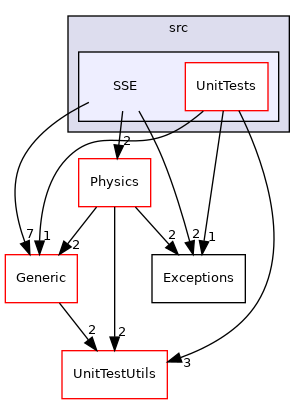 src
SSE
UnitTests
2
Physics
7
1
2
2
2
1
Generic
Exceptions
2
2
3
UnitTestUtils